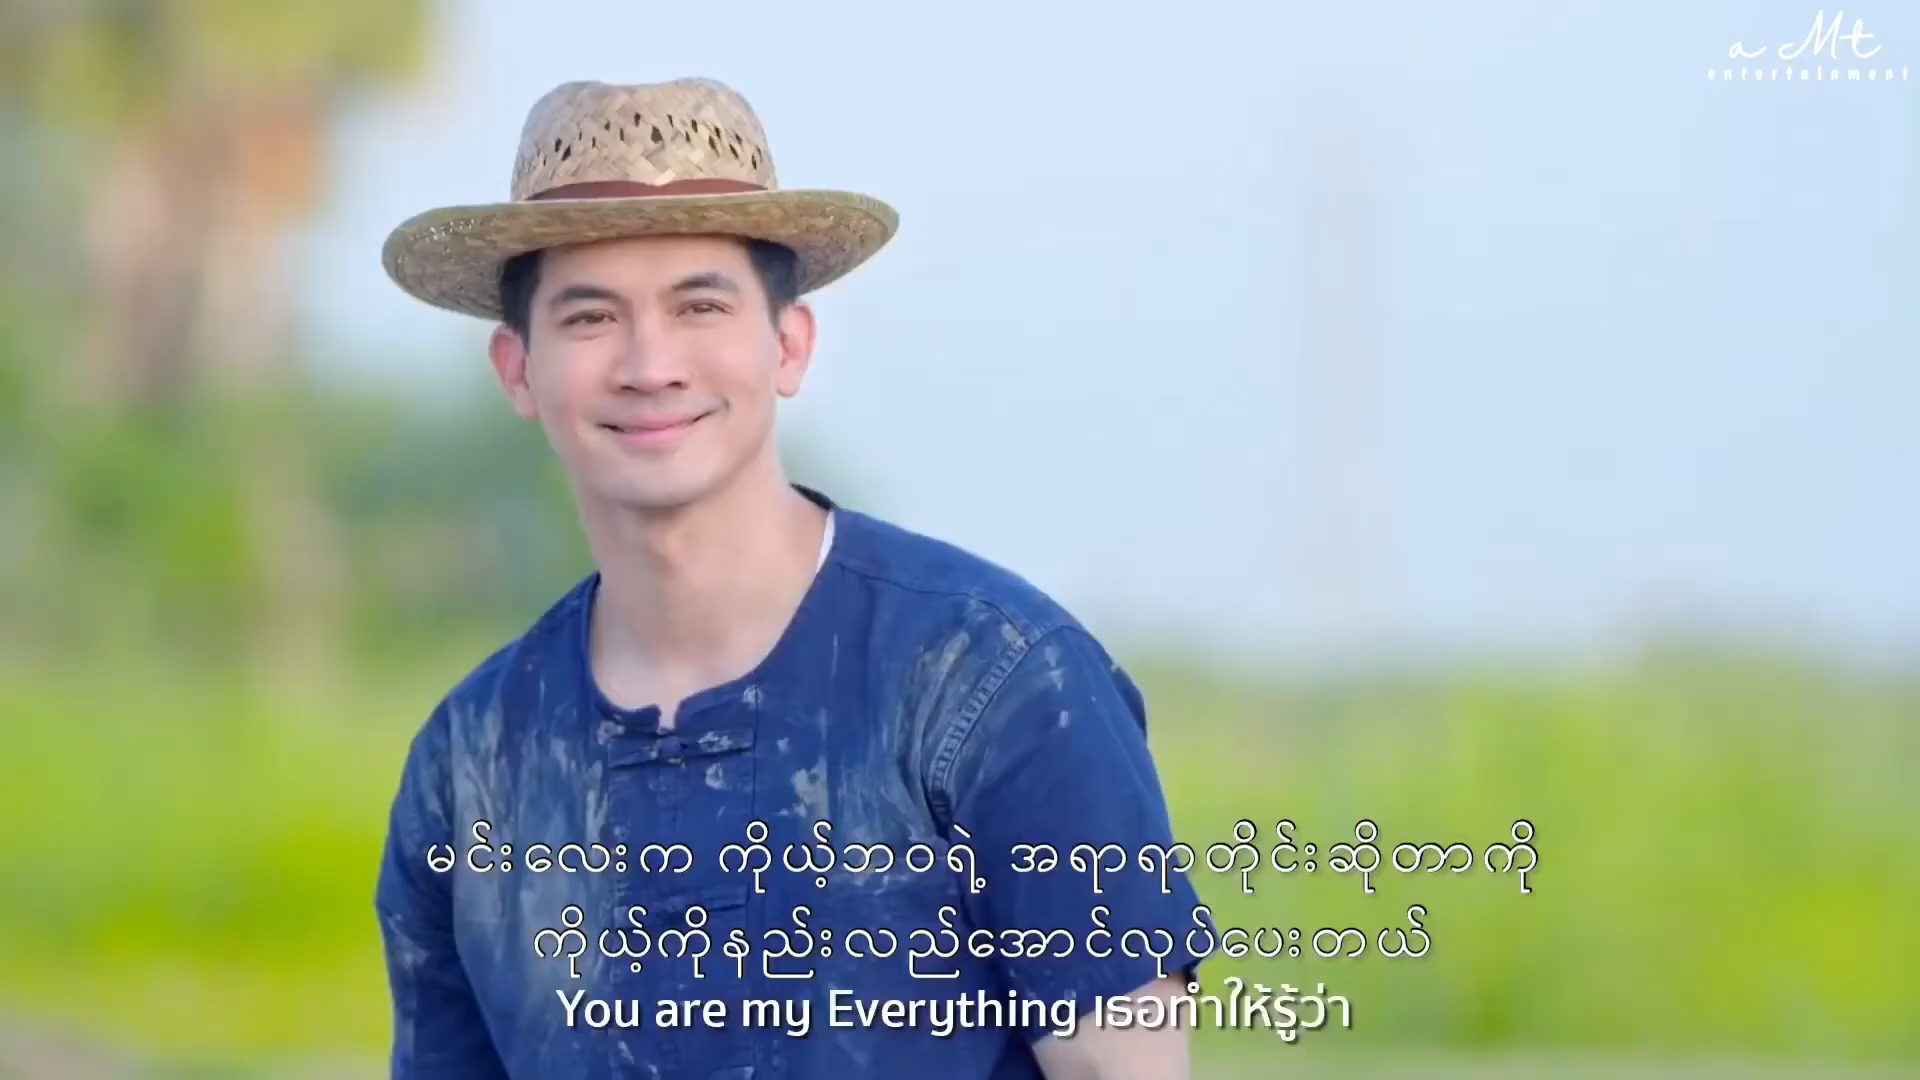 a Mt
entertainment
မင်းလေးက ကိုယ့်ဘဝရဲ့ အရာရာတိုင်းဆိုတာကို
ကိုယ့်ကိုနည်းလည်အောင်လုပ်ပေးတယ်
You are my Everything เธอทำให้รู้ว่า